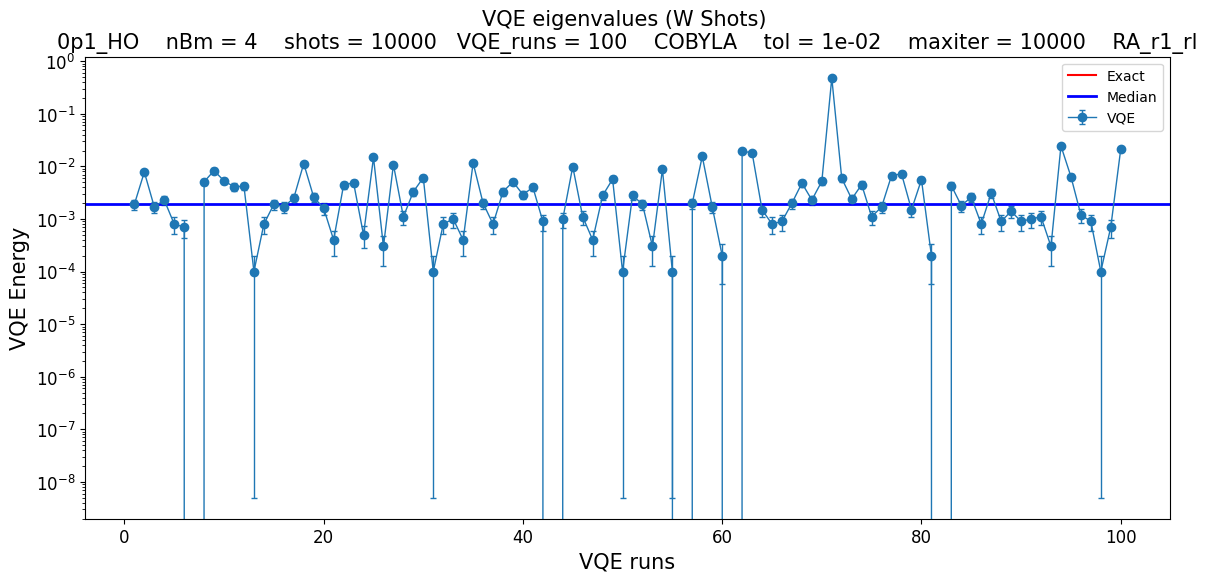 VQE eigenvalues (W Shots)
0p1_HO nBm = 4 shots = 10000 VQE_runs = 100 COBYLA tol = 1e-02 maxiter = 10000 RA_r1_rl
Exact
Median
VQE
VQE Energy
10⁰
10⁻¹
10⁻²
10⁻³
10⁻⁴
10⁻⁵
10⁻⁶
10⁻⁷
10⁻⁸
0 20 40 60 80 100
VQE runs